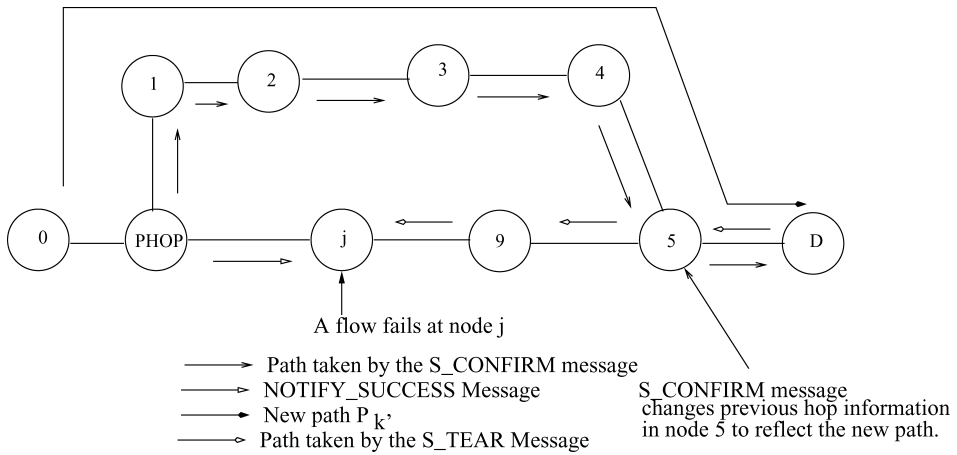 1
2
3
4
0
PHOP
j
9
5
D
A flow fails at node j
Path taken by the S_CONFIRM message
NOTIFY_SUCCESS Message
New path P k’
Path taken by the S_TEAR Message
S_CONFIRM message
changes previous hop information
in node 5 to reflect the new path.